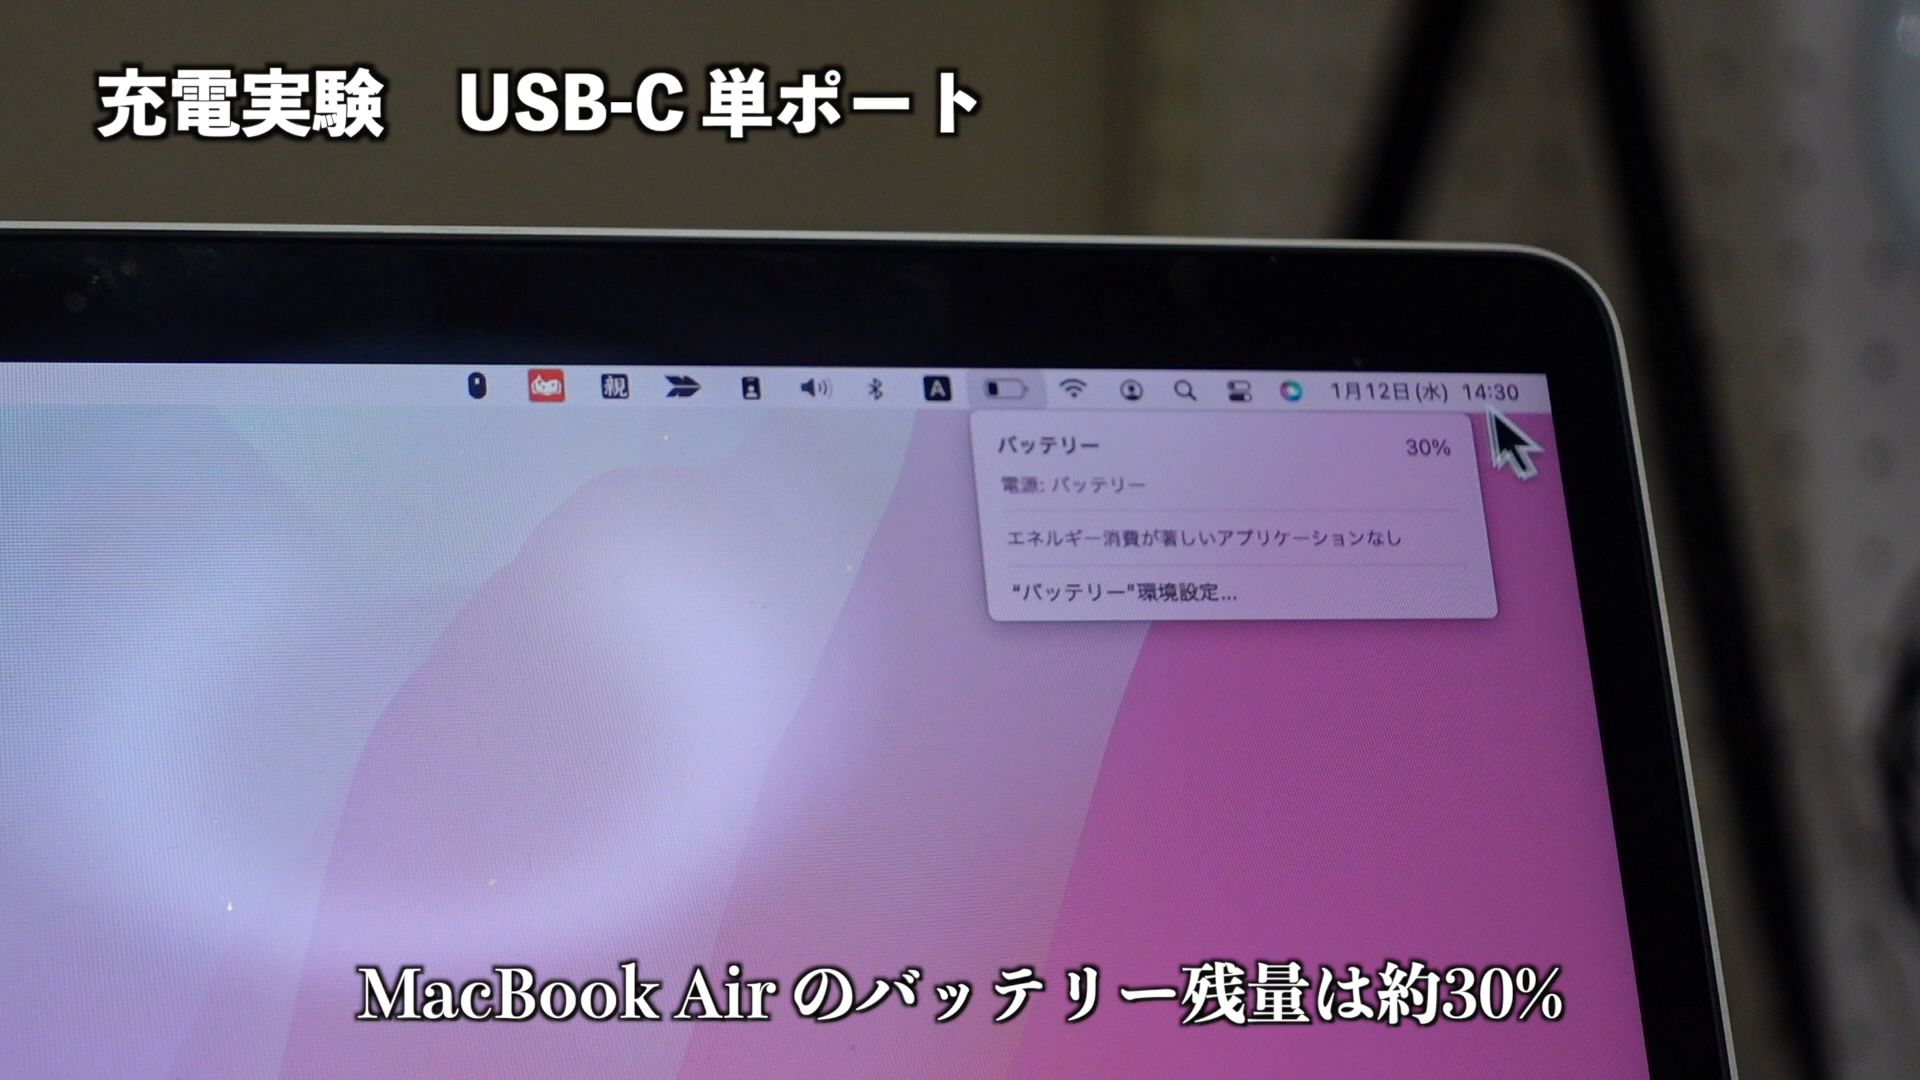 充電実験　USB-C 単ポート
親 A 1月12日(水) 14:30
バッテリー 30%
電源: バッテリー
エネルギー消費が著しいアプリケーションなし
“バッテリー”環境設定...
MacBook Air のバッテリー残量は約30%